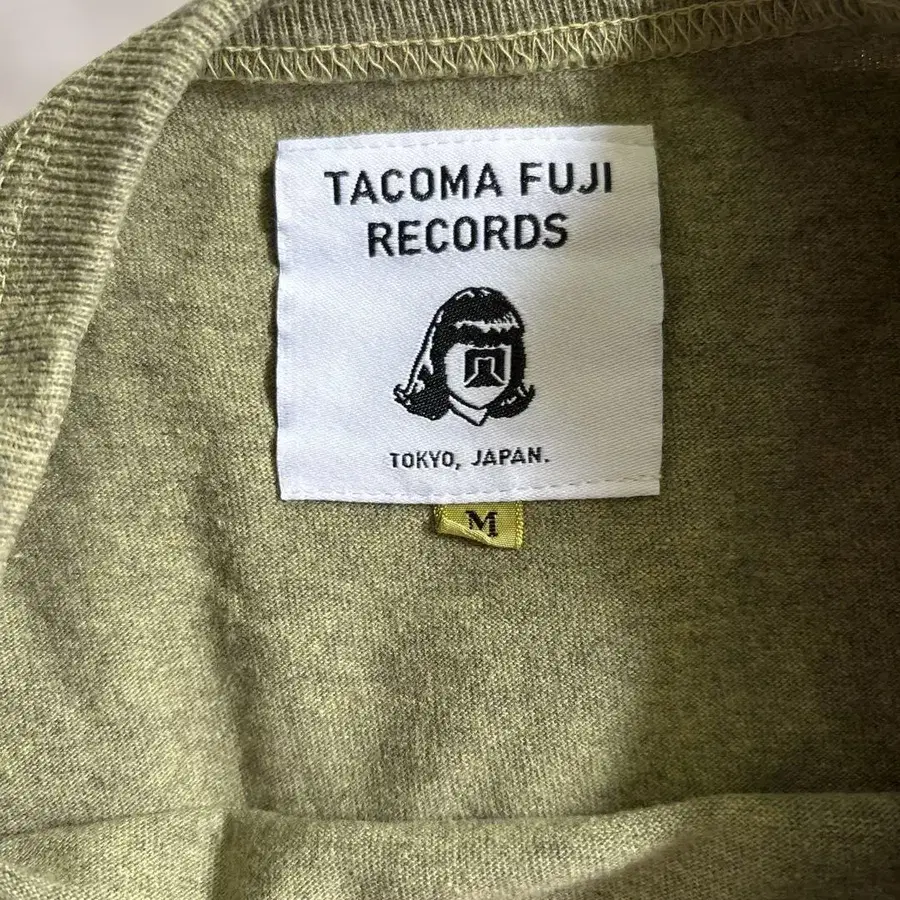 TACOMA FUJI
RECORDS
TOKYO, JAPAN.
M